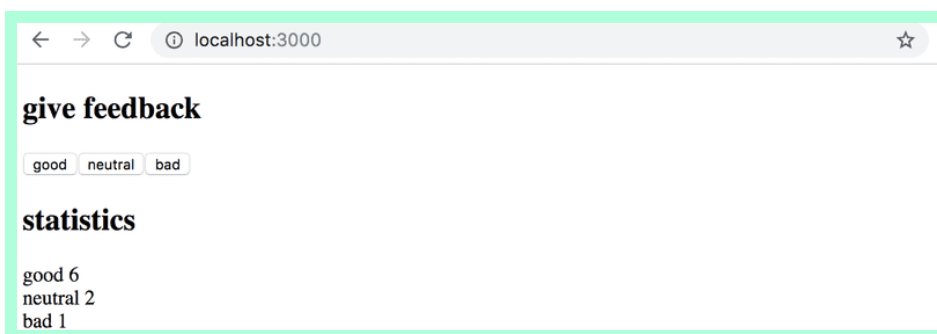 localhost:3000
give feedback
good neutral bad
statistics
good 6
neutral 2
bad 1